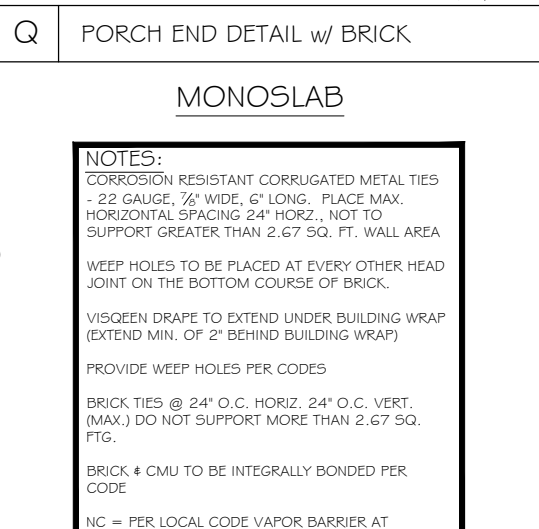 Q PORCH END DETAIL w/ BRICK
MONOSLAB
NOTES:
CORROSION RESISTANT CORRUGATED METAL TIES
- 22 GAUGE, 7/8" WIDE, 6" LONG. PLACE MAX.
HORIZONTAL SPACING 24" HORZ., NOT TO
SUPPORT GREATER THAN 2.67 SQ. FT. WALL AREA
WEEP HOLES TO BE PLACED AT EVERY OTHER HEAD
JOINT ON THE BOTTOM COURSE OF BRICK.
VISQEEN DRAPE TO EXTEND UNDER BUILDING WRAP
(EXTEND MIN. OF 2" BEHIND BUILDING WRAP)
PROVIDE WEEP HOLES PER CODES
BRICK TIES @ 24" O.C. HORIZ. 24" O.C. VERT.
(MAX.) DO NOT SUPPORT MORE THAN 2.67 SQ.
FTG.
BRICK & CMU TO BE INTEGRALLY BONDED PER
CODE
NC = PER LOCAL CODE VAPOR BARRIER AT